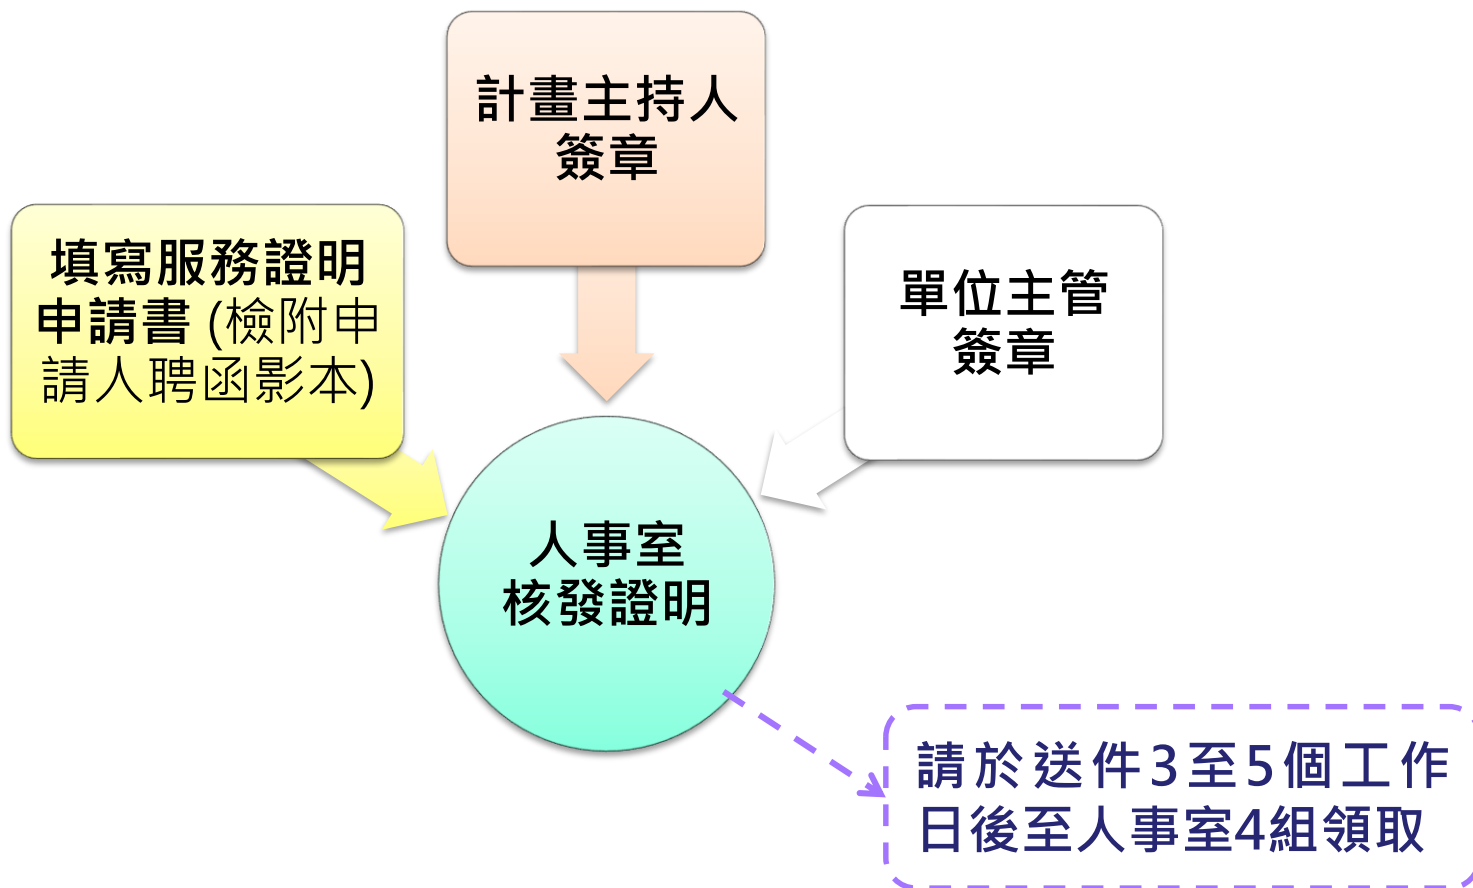 計畫主持人
簽章
填寫服務證明
申請書 (檢附申
請人聘函影本)
單位主管
簽章
人事室
核發證明
請於送件3至5個工作
日後至人事室4組領取